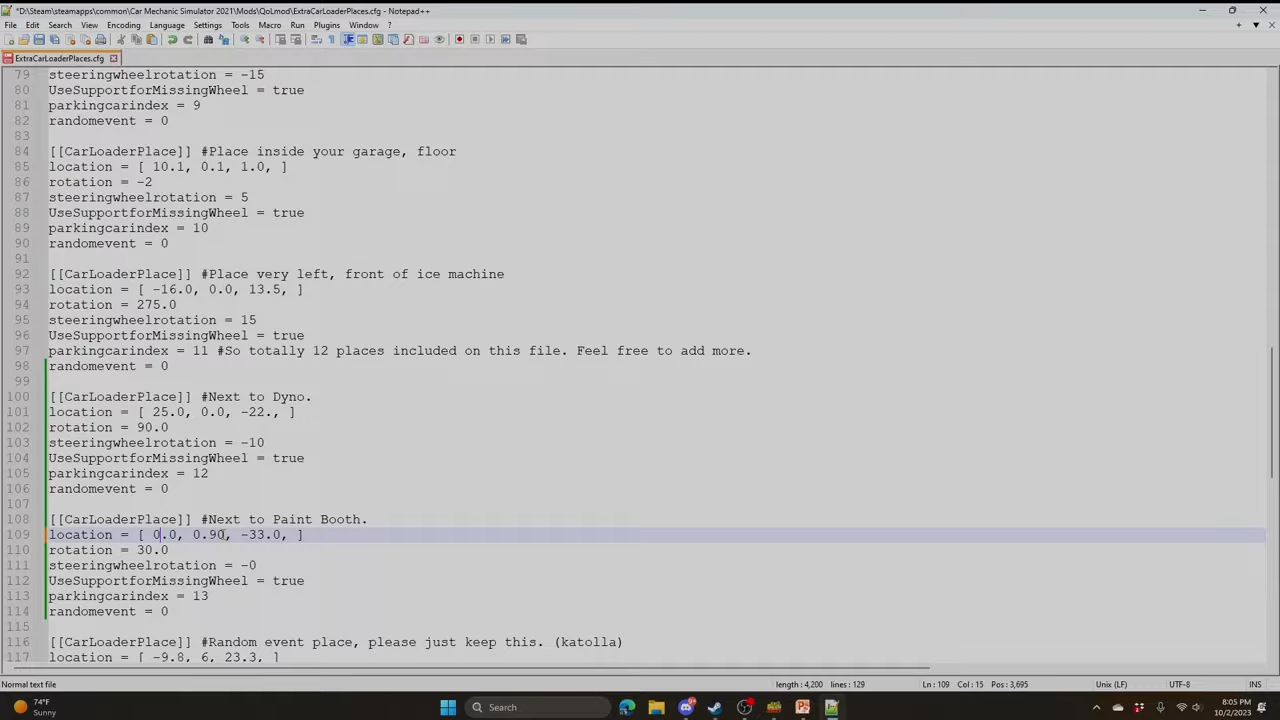 *D:\Steam\steamapps\common\Car Mechanic Simulator 2021\Mods\QoLmod\ExtraCarLoaderPlaces.cfg - Notepad++
File Edit Search View Encoding Language Settings Tools Macro Run Plugins Window ?
ExtraCarLoaderPlaces.cfg
79 steeringwheelrotation = -15
80 UseSupportforMissingWheel = true
81 parkingcarindex = 9
82 randomevent = 0
83
84 [[CarLoaderPlace]] #Place inside your garage, floor
85 location = [ 10.1, 0.1, 1.0, ]
86 rotation = -2
87 steeringwheelrotation = 5
88 UseSupportforMissingWheel = true
89 parkingcarindex = 10
90 randomevent = 0
91
92 [[CarLoaderPlace]] #Place very left, front of ice machine
93 location = [ -16.0, 0.0, 13.5, ]
94 rotation = 275.0
95 steeringwheelrotation = 15
96 UseSupportforMissingWheel = true
97 parkingcarindex = 11 #So totally 12 places included on this file. Feel free to add more.
98 randomevent = 0
99
100 [[CarLoaderPlace]] #Next to Dyno.
101 location = [ 25.0, 0.0, -22., ]
102 rotation = 90.0
103 steeringwheelrotation = -10
104 UseSupportforMissingWheel = true
105 parkingcarindex = 12
106 randomevent = 0
107
108 [[CarLoaderPlace]] #Next to Paint Booth.
109 location = [ 0.0, 0.90, -33.0, ]
110 rotation = 30.0
111 steeringwheelrotation = -0
112 UseSupportforMissingWheel = true
113 parkingcarindex = 13
114 randomevent = 0
115
116 [[CarLoaderPlace]] #Random event place, please just keep this. (katolla)
117 location = [ -9.8, 6, 23.3, ]
Normal text file length : 4,200 lines : 129 Ln : 109 Col : 15 Pos : 3,695 Unix (LF) UTF-8 INS
74°F
Sunny
Search
8:05 PM
10/2/2023